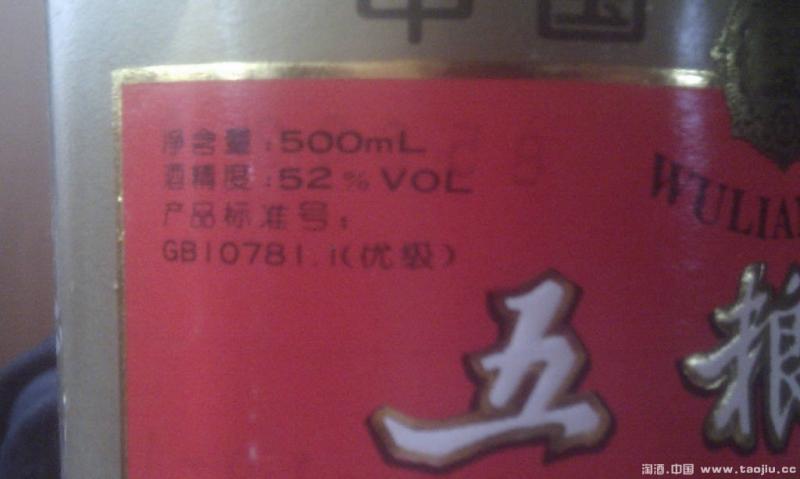 中国
净含量:500mL
酒精度:52%VOL
产品标准号:
GB10781.1(优级)
WULIA
五粮
淘酒.中国 www.taojiu.cc